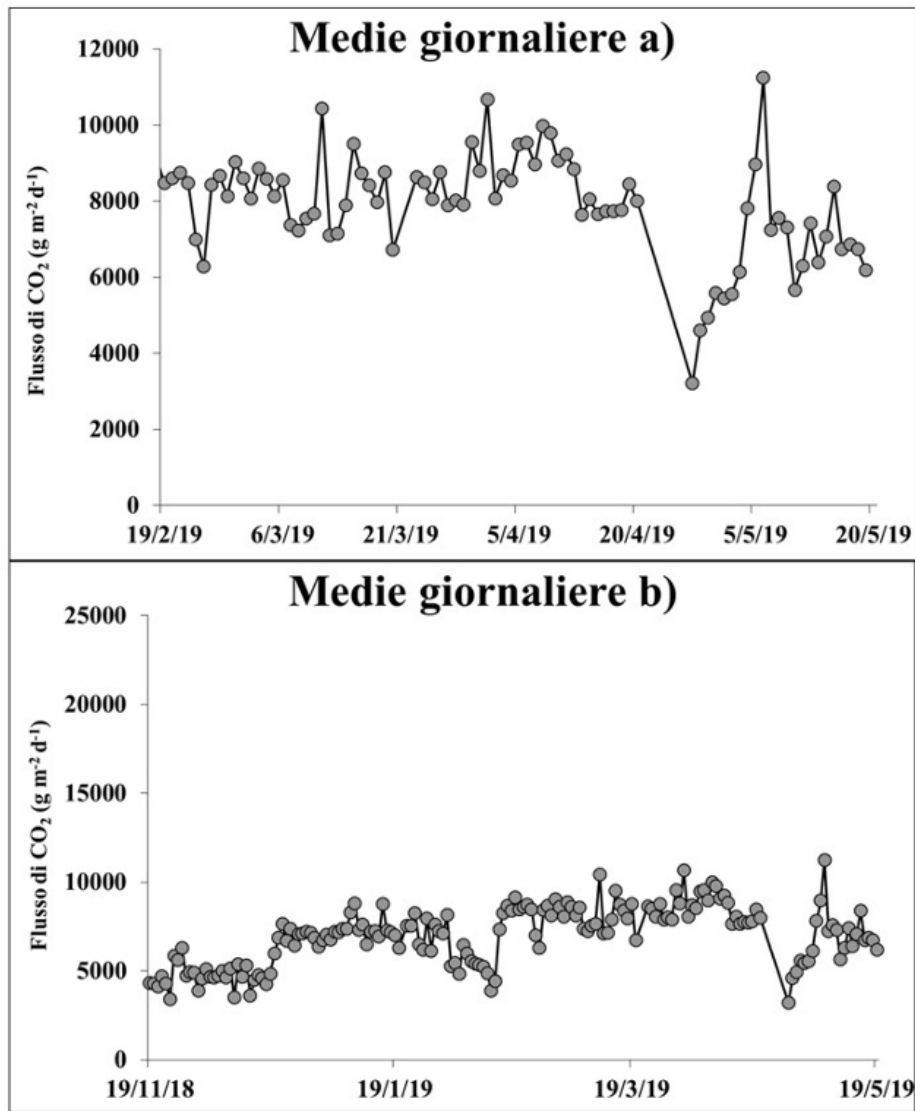 Medie giornaliere a)
12000
10000
8000
6000
4000
2000
0
Flusso di CO₂ (g m⁻² d⁻¹)
19/2/19 6/3/19 21/3/19 5/4/19 20/4/19 5/5/19 20/5/19
Medie giornaliere b)
25000
20000
15000
10000
5000
0
Flusso di CO₂ (g m⁻² d⁻¹)
19/11/18 19/1/19 19/3/19 19/5/19